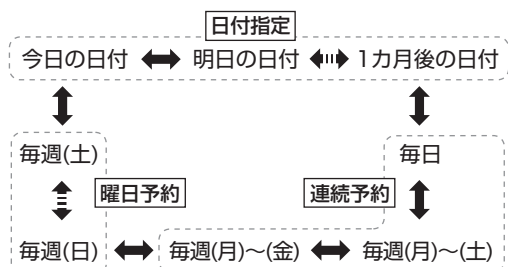 日付指定
今日の日付 明日の日付 1カ月後の日付
毎週(土) 毎日
曜日予約 連続予約
毎週(日) 毎週(月)～(金) 毎週(月)～(土)